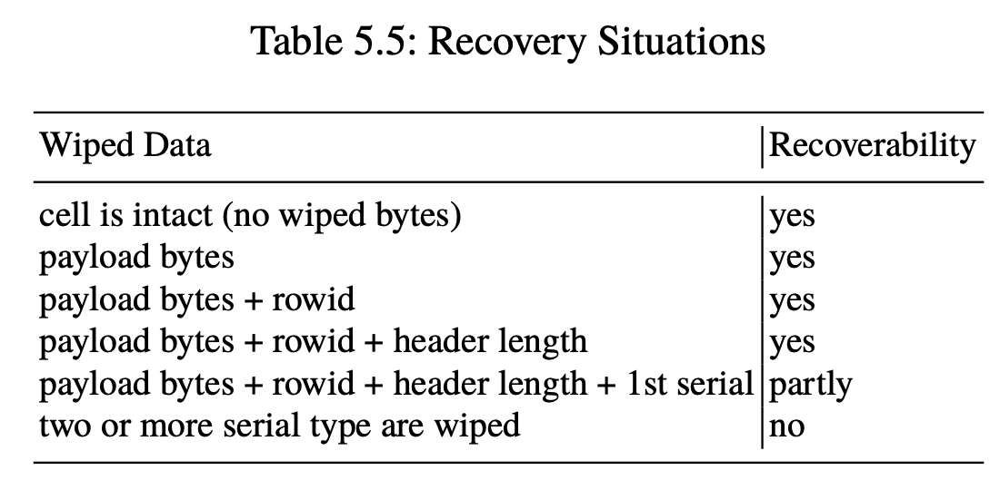 Table 5.5: Recovery Situations
Wiped Data Recoverability
cell is intact (no wiped bytes) yes
payload bytes yes
payload bytes + rowid yes
payload bytes + rowid + header length yes
payload bytes + rowid + header length + 1st serial partly
two or more serial type are wiped no